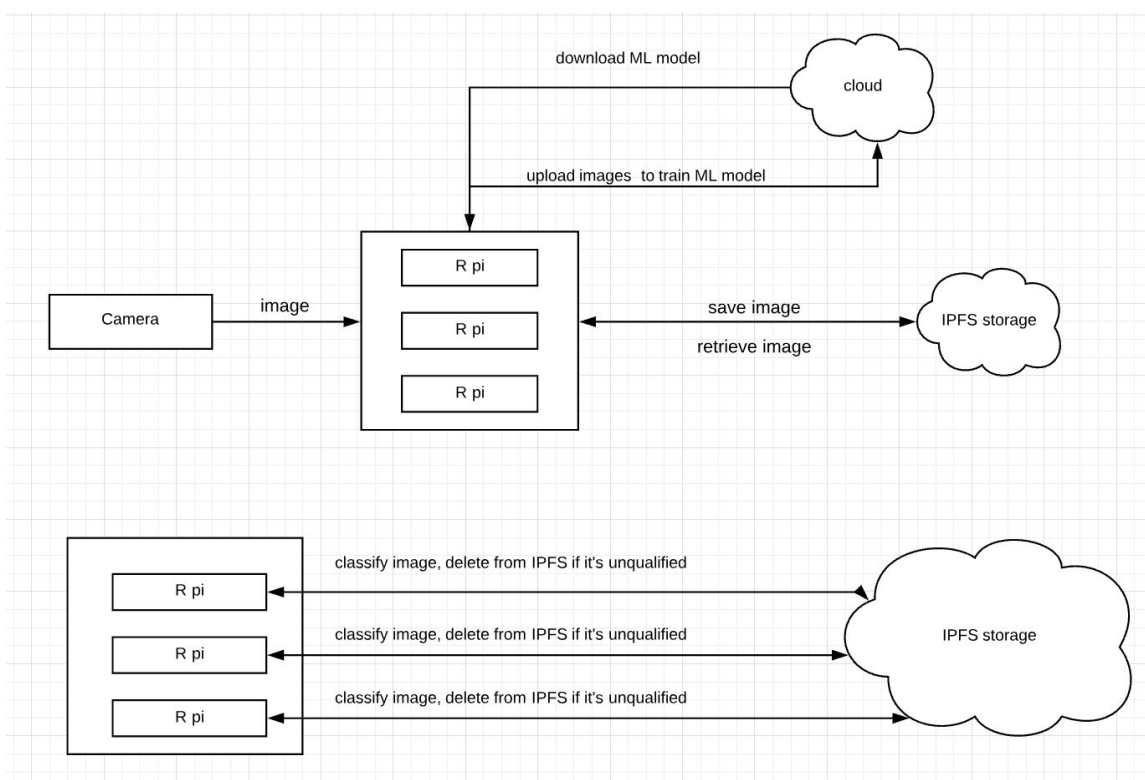 download ML model
cloud
upload images  to train ML model
R pi
image
save image
Camera
R pi
IPFS storage
retrieve image
R pi
classify image, delete from IPFS if it's unqualified
R pi
classify image, delete from IPFS if it's unqualified
IPFS storage
R pi
classify image, delete from IPFS if it's unqualified
R pi